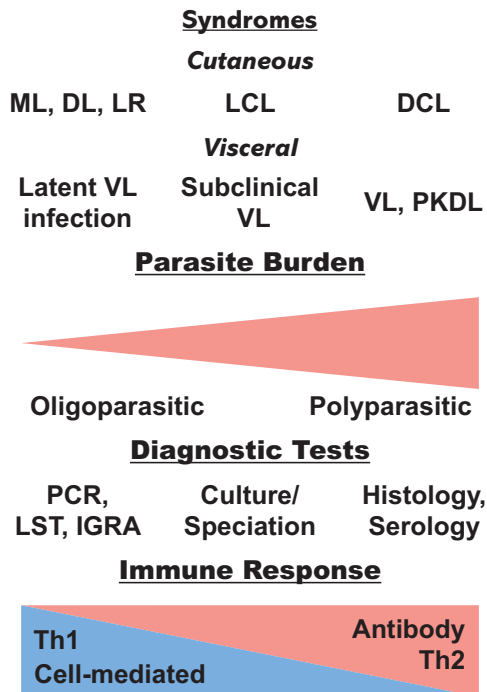 Syndromes
Cutaneous
ML, DL, LR LCL DCL
Visceral
Latent VL infection Subclinical VL VL, PKDL
Parasite Burden
Oligoparasitic Polyparasitic
Diagnostic Tests
PCR, LST, IGRA Culture/ Speciation Histology, Serology
Immune Response
Th1 Cell-mediated
Antibody Th2